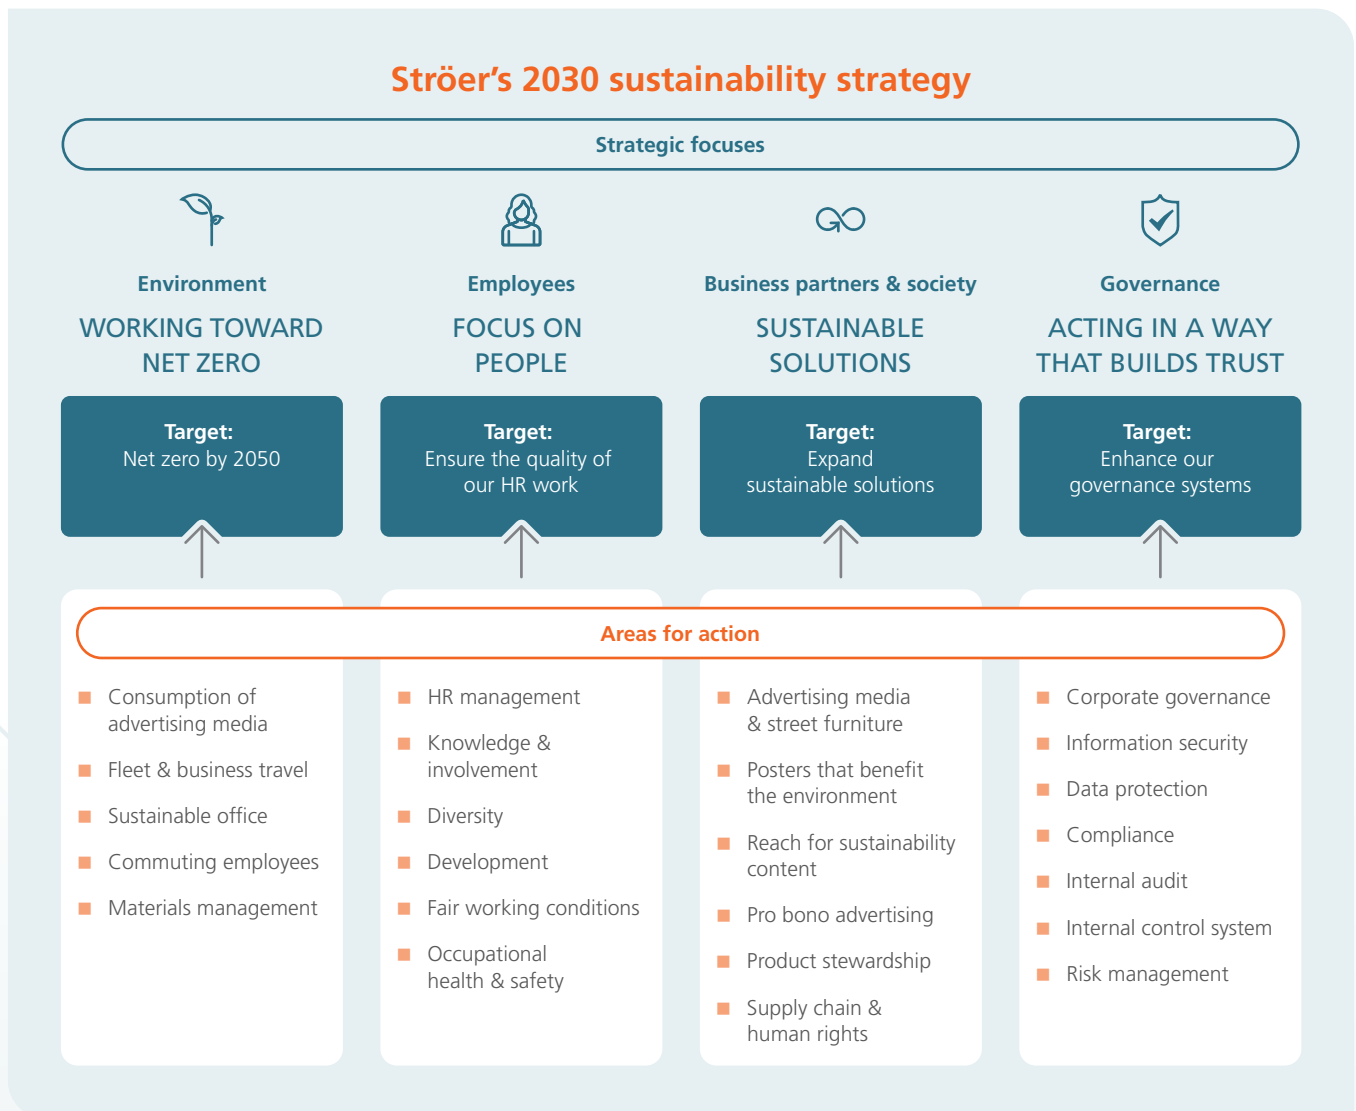 Ströer's 2030 sustainability strategy
Strategic focuses
Environment
WORKING TOWARD
NET ZERO
Target:
Net zero by 2050
Employees
FOCUS ON
PEOPLE
Target:
Ensure the quality of
our HR work
Business partners & society
SUSTAINABLE
SOLUTIONS
Target:
Expand
sustainable solutions
Governance
ACTING IN A WAY
THAT BUILDS TRUST
Target:
Enhance our
governance systems
Areas for action
Consumption of
advertising media
Fleet & business travel
Sustainable office
Commuting employees
Materials management
HR management
Knowledge &
involvement
Diversity
Development
Fair working conditions
Occupational
health & safety
Advertising media
& street furniture
Posters that benefit
the environment
Reach for sustainability
content
Pro bono advertising
Product stewardship
Supply chain &
human rights
Corporate governance
Information security
Data protection
Compliance
Internal audit
Internal control system
Risk management